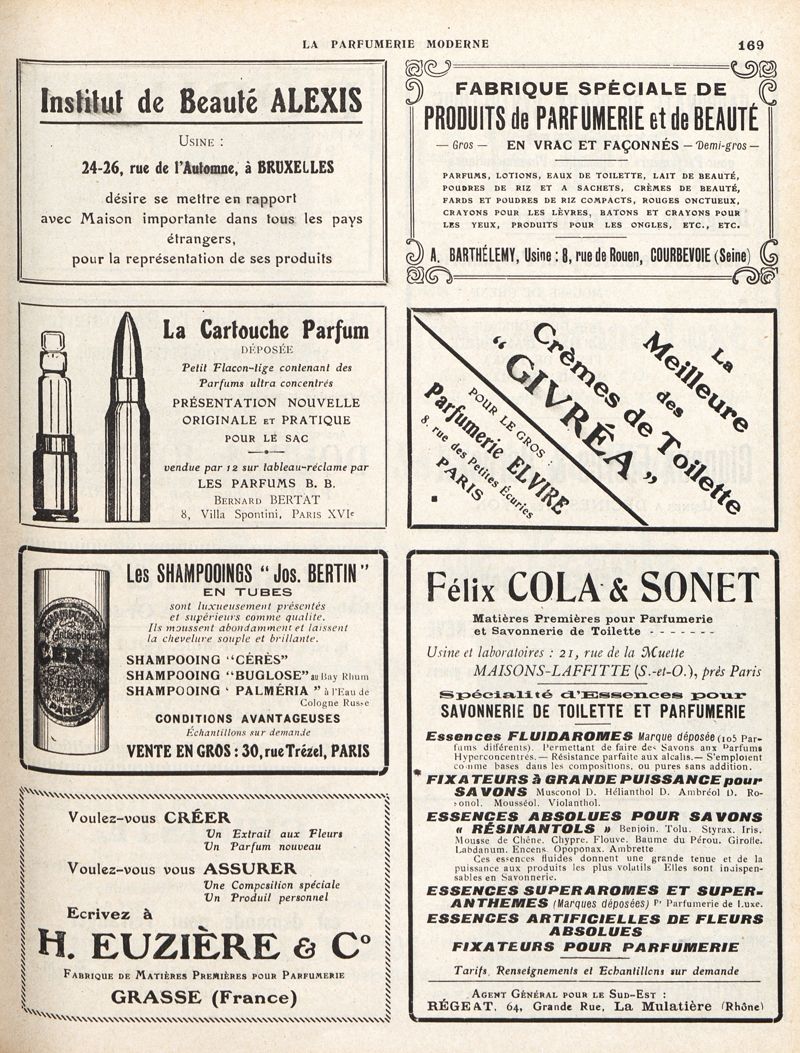 LA PARFUMERIE MODERNE
169
Institut de Beauté ALEXIS
USINE :
24-26, rue de l'Automne, à BRUXELLES
désire se mettre en rapport
avec Maison importante dans tous les pays
étrangers,
pour la représentation de ses produits
FABRIQUE SPÉCIALE DE
PRODUITS de PARFUMERIE et de BEAUTÉ
— Gros — EN VRAC ET FAÇONNÉS — Demi-gros —
PARFUMS, LOTIONS, EAUX DE TOILETTE, LAIT DE BEAUTÉ,
POUDRES DE RIZ ET A SACHETS, CRÈMES DE BEAUTÉ,
FARDS ET POUDRES DE RIZ COMPACTS, ROUGES ONCTUEUX,
CRAYONS POUR LES LÈVRES, BATONS ET CRAYONS POUR
LES YEUX, PRODUITS POUR LES ONGLES, ETC., ETC.
A. BARTHÉLEMY, Usine : 8, rue de Rouen, COURBEVOIE (Seine)
La Cartouche Parfum
DÉPOSÉE
Petit Flacon-tige contenant des
Parfums ultra concentrés
PRÉSENTATION NOUVELLE
ORIGINALE ET PRATIQUE
POUR LE SAC
vendue par 12 sur tableau-réclame par
LES PARFUMS B. B.
BERNARD BERTAT
8, Villa Spontini, PARIS XVIe
La
Meilleure
des
Crèmes de Toilette
“ GIVRÉA ”
POUR LE GROS :
Parfumerie ELVIRE
8, rue des Petites Écuries
PARIS
Les SHAMPOOINGS “ Jos. BERTIN ”
EN TUBES
sont luxueusement présentés
et supérieurs comme qualite.
Ils moussent abondamment et laissent
la chevelure souple et brillante.
SHAMPOOING “CÉRÈS”
SHAMPOOING “BUGLOSE” au Bay Rhum
SHAMPOOING ‘ PALMÉRIA ” à l'Eau de
Cologne Russe
CONDITIONS AVANTAGEUSES
Échantillons sur demande
VENTE EN GROS : 30, rue Trézel, PARIS
SHAMPOOING
Antiseptique
CÉRÈS
BERTIN
PARIS
Félix COLA & SONET
Matières Premières pour Parfumerie
et Savonnerie de Toilette - - - - - - -
Usine et laboratoires : 21, rue de la Muette
MAISONS-LAFFITTE (S.-et-O.), près Paris
Spécialité d'Essences pour
SAVONNERIE DE TOILETTE ET PARFUMERIE
Essences FLUIDAROMES Marque déposée (105 Par-
fums différents). Permettant de faire des Savons aux Parfums
Hyperconcentrés. — Résistance parfaite aux alcalis. — S'emploient
comme bases dans les compositions, ou pures sans addition.
FIXATEURS à GRANDE PUISSANCE pour
SAVONS Musconol D. Hélianthol D. Ambréol D. Ro-
sonol. Mousséol. Violanthol.
ESSENCES ABSOLUES POUR SAVONS
« RÉSINANTOLS » Benjoin. Tolu. Styrax. Iris.
Mousse de Chêne. Chypre. Flouve. Baume du Pérou. Girofle.
Labdanum. Encens. Opoponax. Ambrette
Ces essences fluides donnent une grande tenue et de la
puissance aux produits les plus volatils Elles sont indispen-
sables en Savonnerie.
ESSENCES SUPERAROMES ET SUPER-
ANTHEMES (Marques déposées) Pr Parfumerie de Luxe.
ESSENCES ARTIFICIELLES DE FLEURS
ABSOLUES
FIXATEURS POUR PARFUMERIE
Tarifs, Renseignements et Echantillons sur demande
AGENT GÉNÉRAL POUR LE SUD-EST :
RÉGEAT, 64, Grande Rue, La Mulatière (Rhône)
Voulez-vous CRÉER
Un Extrait aux Fleurs
Un Parfum nouveau
Voulez-vous vous ASSURER
Une Composition spéciale
Un Produit personnel
Ecrivez à
H. EUZIÈRE & Co
FABRIQUE DE MATIÈRES PREMIÈRES POUR PARFUMERIE
GRASSE (France)